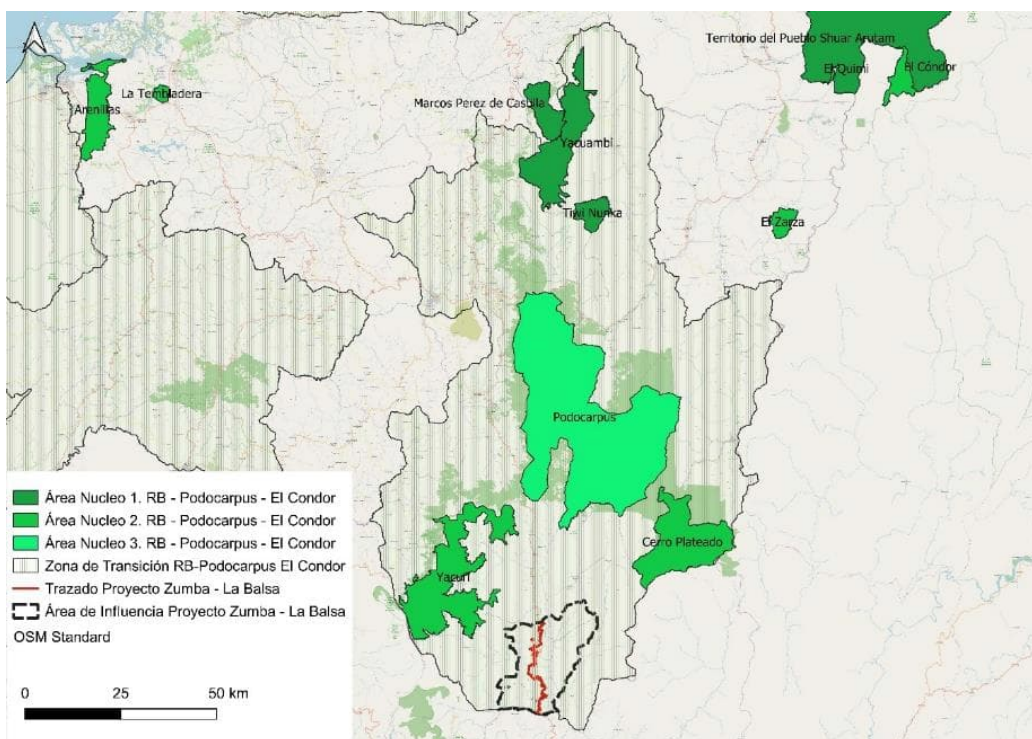 Territorio del Pueblo Shuar Arutam
El Quimi
El Cóndor
La Tembladera
Arenillas
Marcos Perez de Castilla
Yacuambi
Tiwi Nunka
El Zarza
Podocarpus
Cerro Plateado
Yacuri
Área Nucleo 1. RB - Podocarpus - El Condor
Área Nucleo 2. RB - Podocarpus - El Condor
Área Nucleo 3. RB - Podocarpus - El Condor
Zona de Transición RB-Podocarpus El Condor
Trazado Proyecto Zumba - La Balsa
Área de Influencia Proyecto Zumba - La Balsa
OSM Standard
0 25 50 km